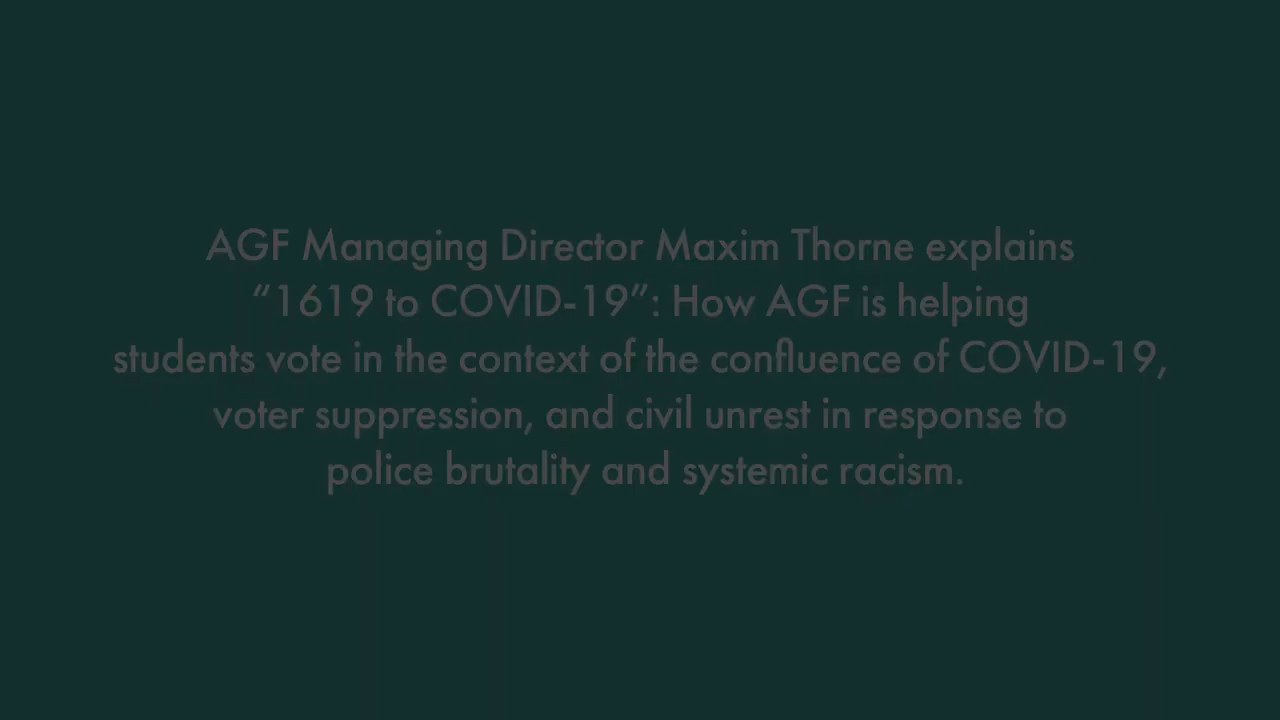 AGF Managing Director Maxim Thorne explains
“1619 to COVID-19”: How AGF is helping
students vote in the context of the confluence of COVID-19,
voter suppression, and civil unrest in response to
police brutality and systemic racism.